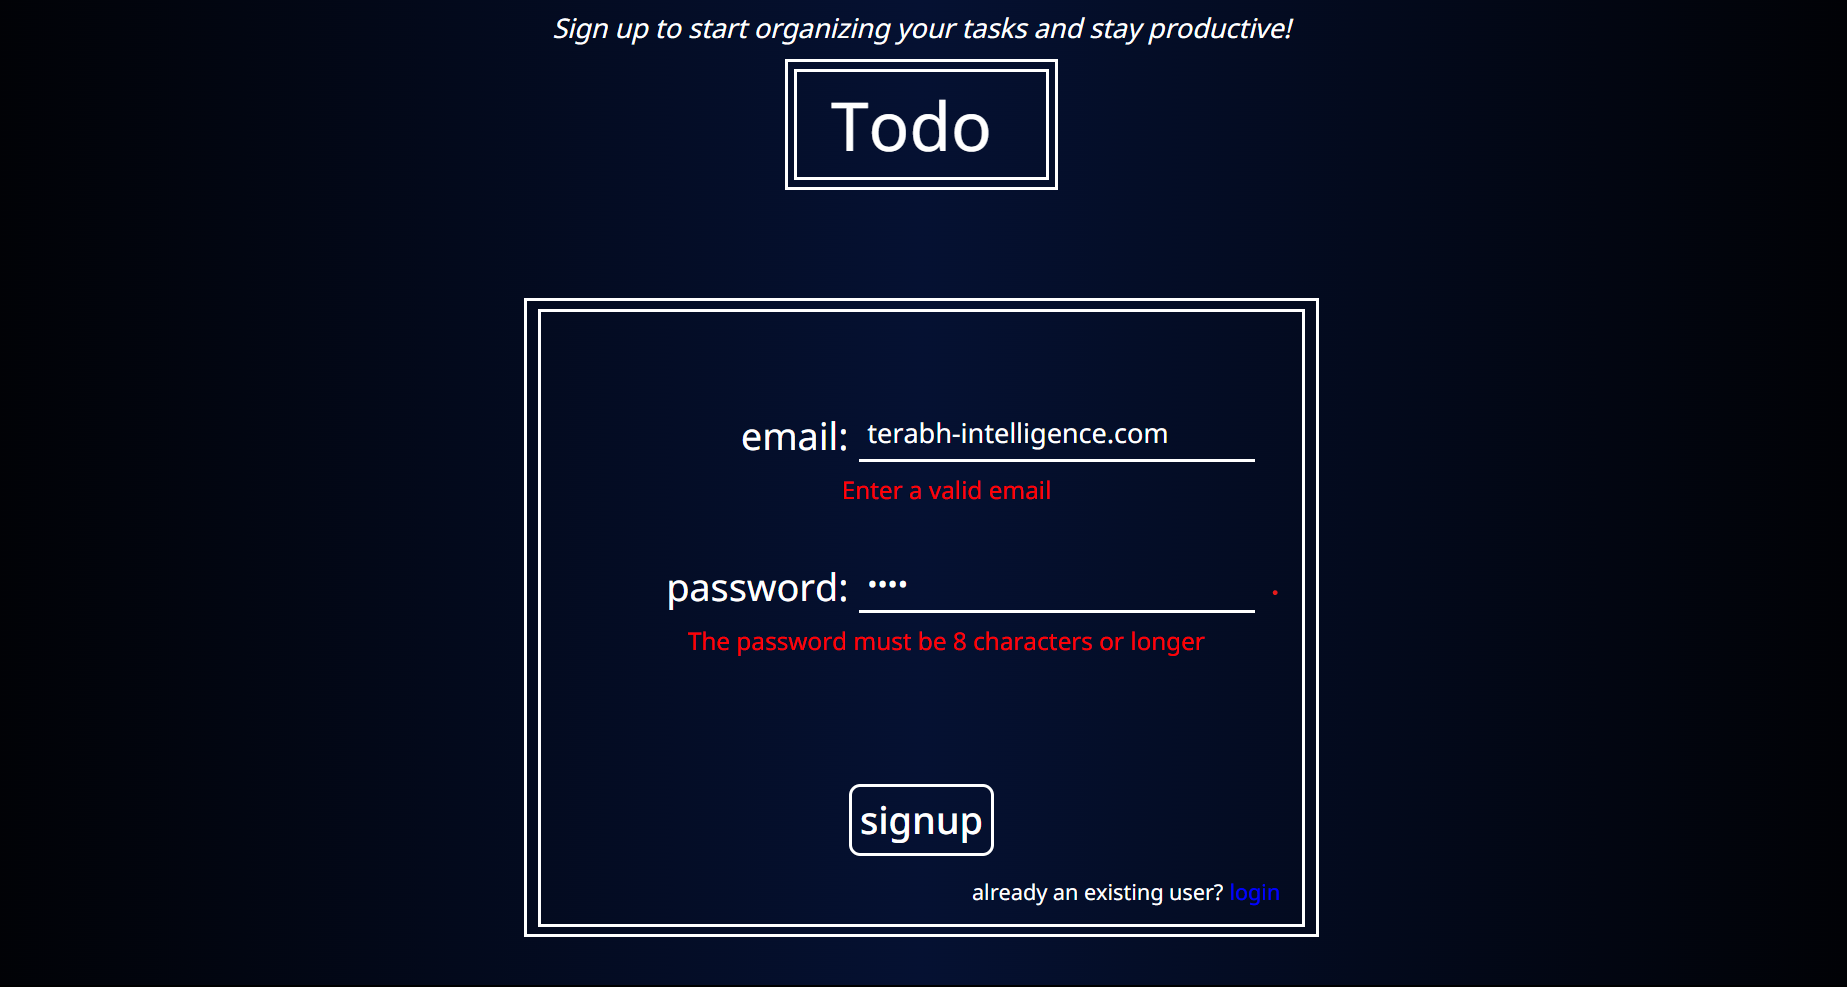 Sign up to start organizing your tasks and stay productive!
Todo
email: terabh-intelligence.com
Enter a valid email
password: ••••
The password must be 8 characters or longer
signup
already an existing user? login